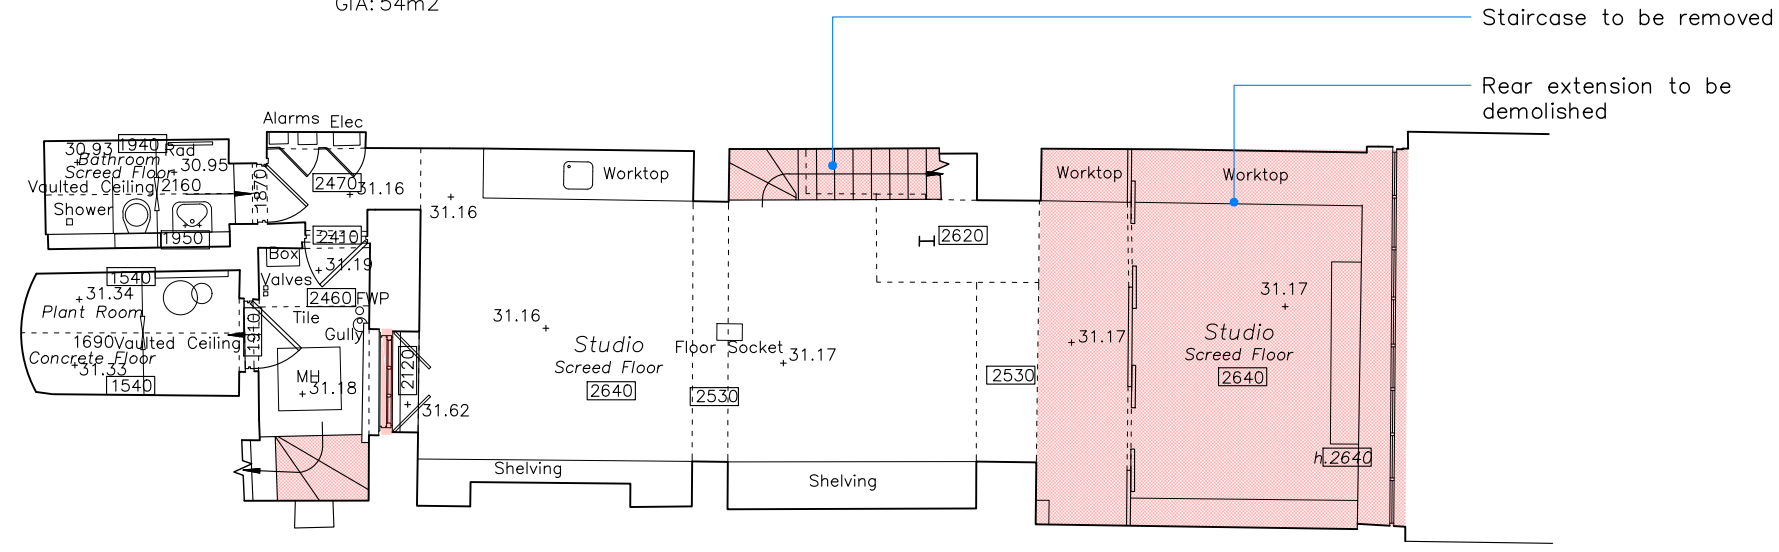 GIA: 54m2
Staircase to be removed
Rear extension to be
demolished
Alarms
Elec
30.93
1940
Rad
Bathroom
30.95
Screed Floor
Vaulted Ceiling
2160
1870
2470
31.16
Worktop
Worktop
Worktop
Shower
31.16
1950
2410
2620
Box
31.19
Valves
1540
31.34
2460
FWP
31.17
Plant Room
Tile
31.16
1910
Gully
790
31.17
Studio
1690
Vaulted Ceiling
Studio
Floor Socket
Screed Floor
Concrete Floor
31.17
Screed Floor
31.33
2120
2530
2640
MH
1540
31.18
2640
2530
31.62
h.2640
Shelving
Shelving